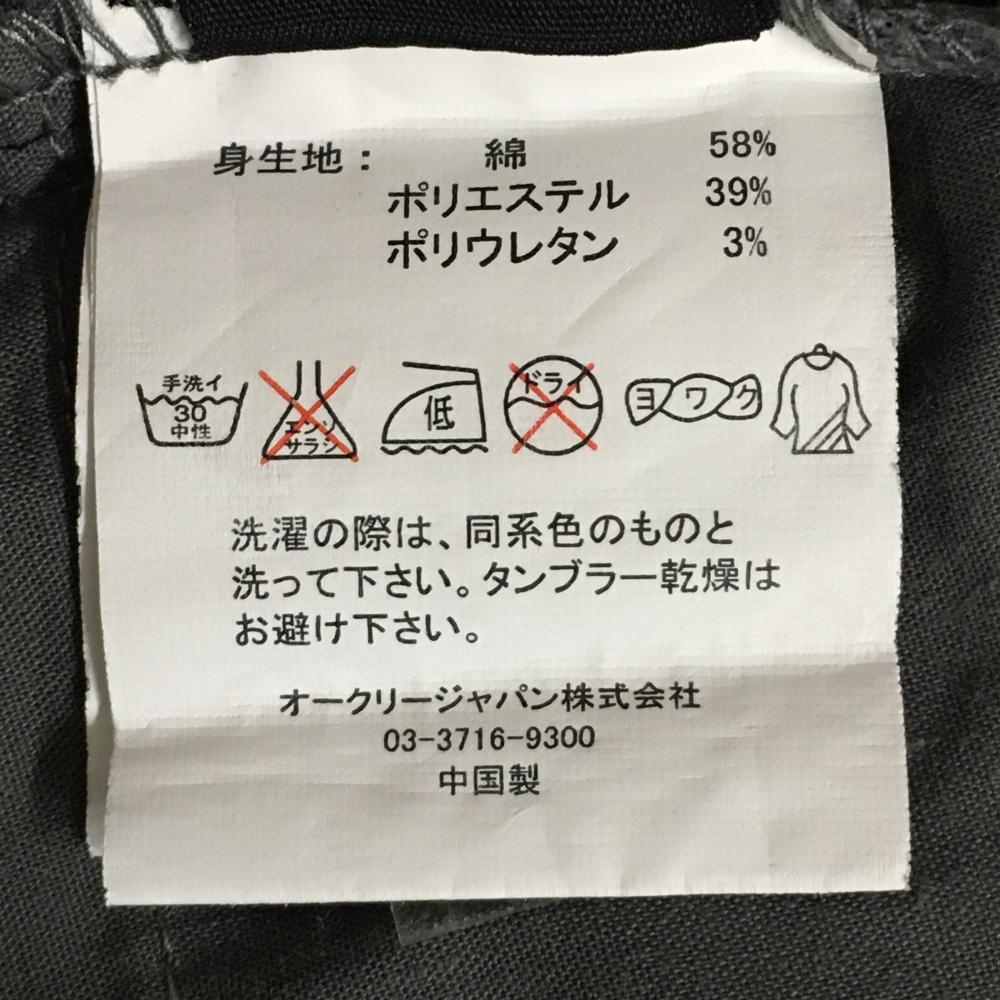 身生地： 綿 58%
ポリエステル 39%
ポリウレタン 3%
手洗イ
30
中性
エンソ
サラシ
低
ドライ
ヨワク
洗濯の際は、同系色のものと
洗って下さい。タンブラー乾燥は
お避け下さい。
オークリージャパン株式会社
03-3716-9300
中国製